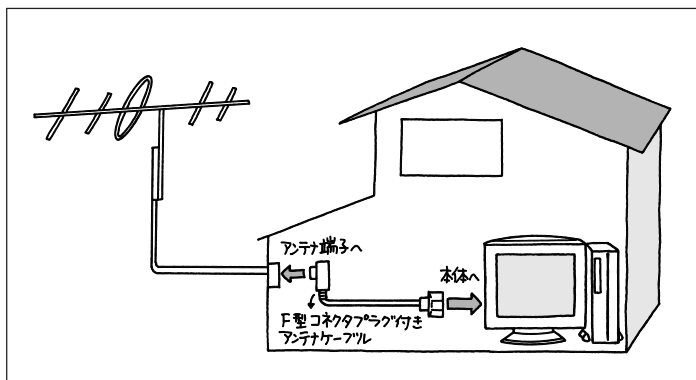 アンテナ端子へ
本体へ
F型コネクタプラグ付き
アンテナケーブル